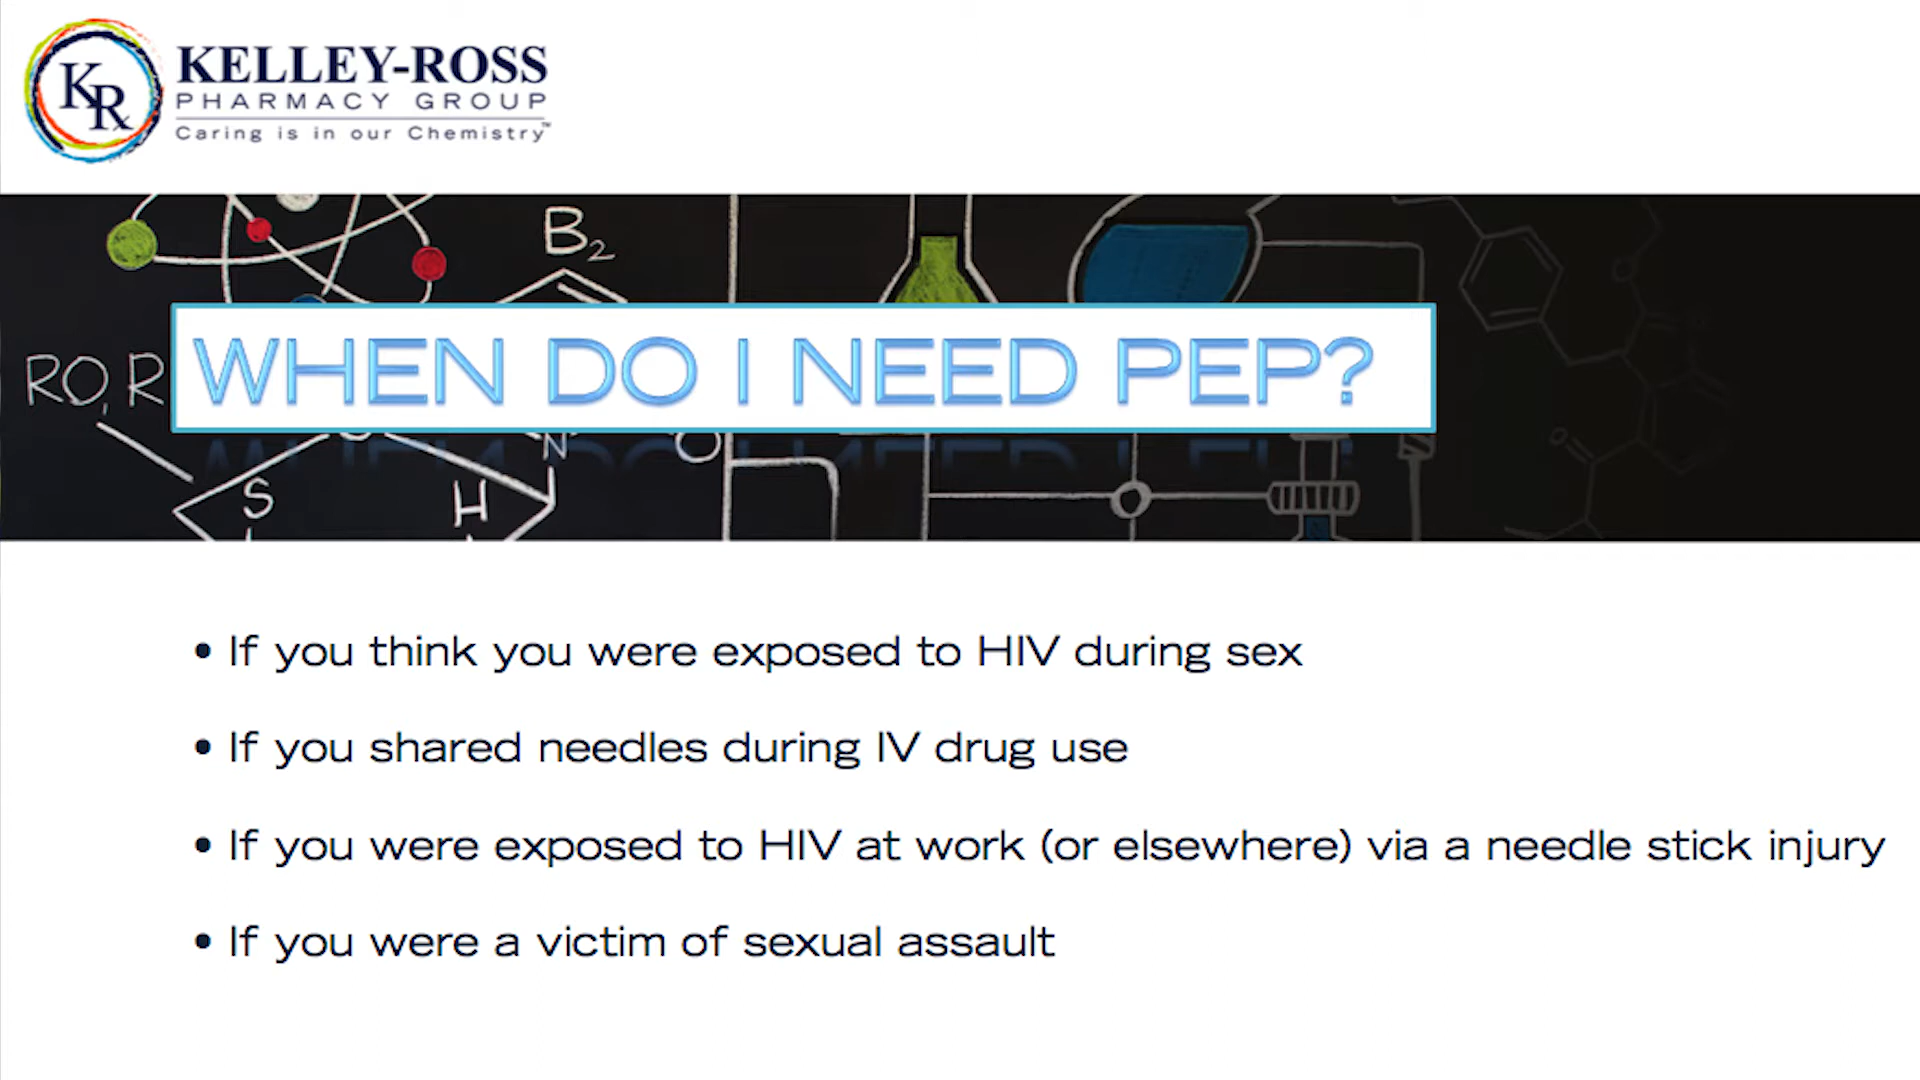 KR
KELLEY-ROSS
PHARMACY GROUP
Caring is in our Chemistry™
B2
RO, R
WHEN DO I NEED PEP?
N
O
S
H
• If you think you were exposed to HIV during sex
• If you shared needles during IV drug use
• If you were exposed to HIV at work (or elsewhere) via a needle stick injury
• If you were a victim of sexual assault